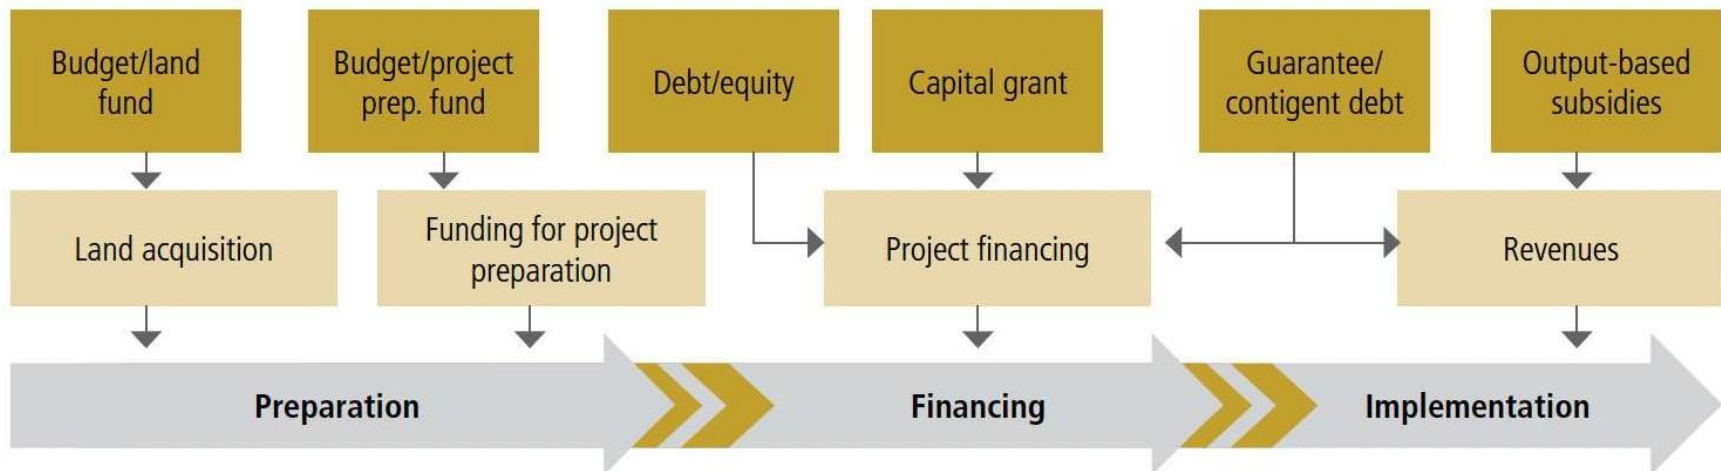 Budget/land
fund
Budget/project
prep. fund
Debt/equity
Capital grant
Guarantee/
contigent debt
Output-based
subsidies
Land acquisition
Funding for project
preparation
Project financing
Revenues
Preparation
Financing
Implementation